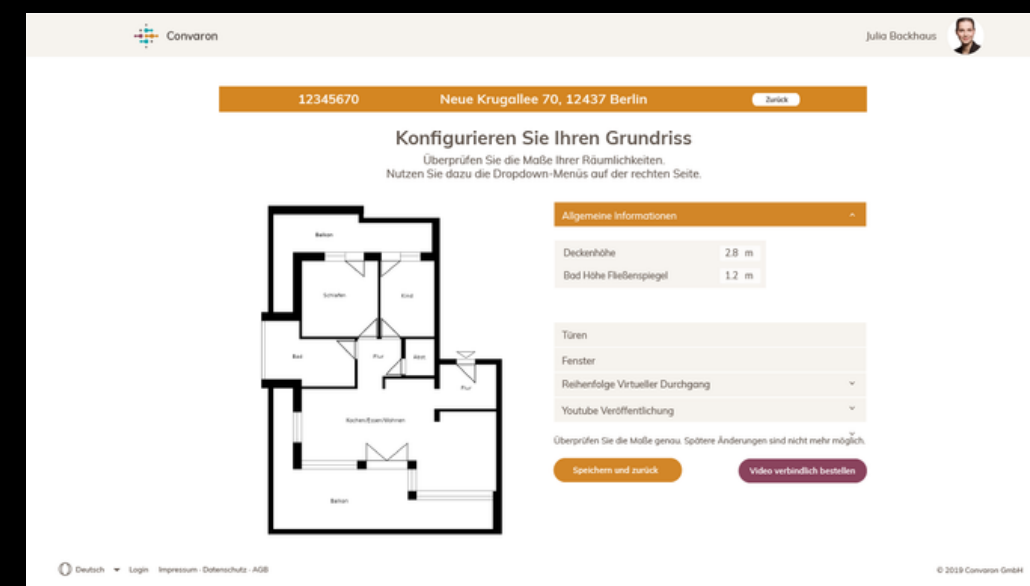 Convaron
Julia Backhaus
12345670
Neue Krugallee 70, 12437 Berlin
Zurück
Konfigurieren Sie Ihren Grundriss
Überprüfen Sie die Maße Ihrer Räumlichkeiten.
Nutzen Sie dazu die Dropdown-Menüs auf der rechten Seite.
Balkon
Schlafen
Kind
Bad
Flur
Abst.
Flur
Kochen/Essen/Wohnen
Balkon
Allgemeine Informationen
Deckenhöhe 2.8 m
Bad Höhe Fließenspiegel 1.2 m
Türen
Fenster
Reihenfolge Virtueller Durchgang
Youtube Veröffentlichung
Überprüfen Sie die Maße genau. Spätere Änderungen sind nicht mehr möglich.
Speichern und zurück
Video verbindlich bestellen
Deutsch Login Impressum · Datenschutz · AGB
© 2019 Convaron GmbH